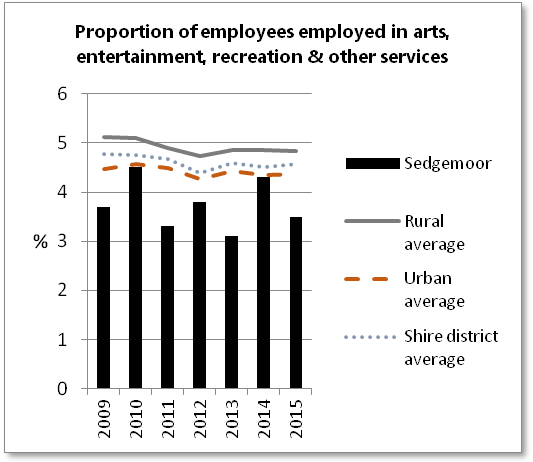 Proportion of employees employed in arts,
entertainment, recreation & other services
6
5
4
3
2
1
0
%
2009 2010 2011 2012 2013 2014 2015
Sedgemoor
Rural
average
Urban
average
Shire district
average